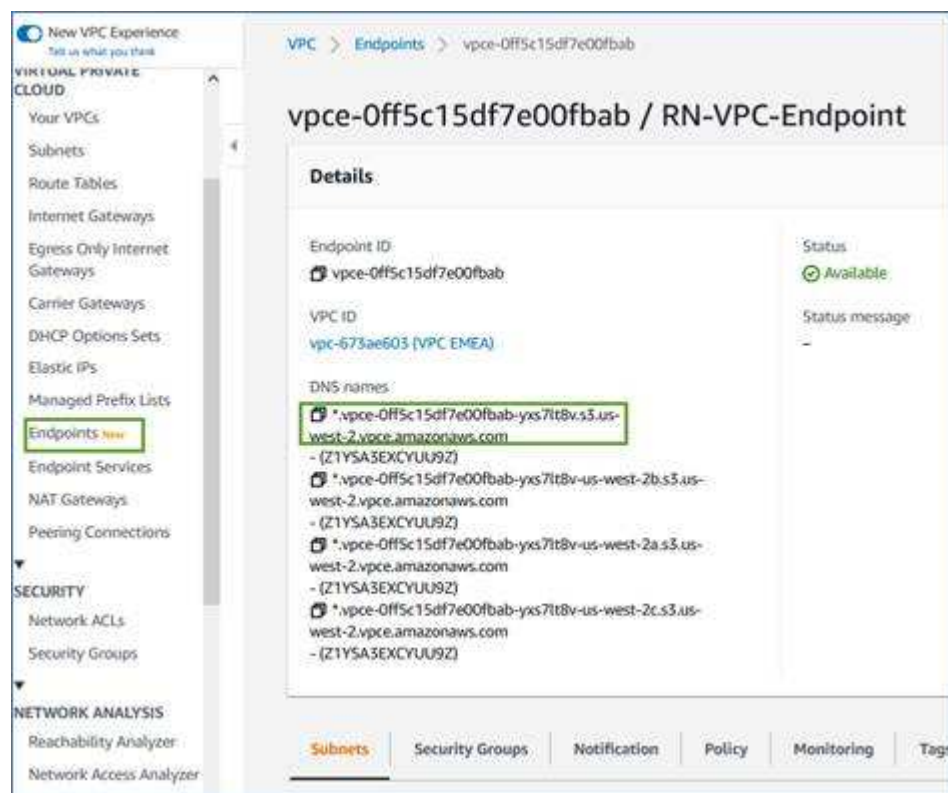 New VPC Experience
Tell us what you think
VIRTUAL PRIVATE
CLOUD
Your VPCs
Subnets
Route Tables
Internet Gateways
Egress Only Internet
Gateways
Carrier Gateways
DHCP Options Sets
Elastic IPs
Managed Prefix Lists
Endpoints New
Endpoint Services
NAT Gateways
Peering Connections
SECURITY
Network ACLs
Security Groups
NETWORK ANALYSIS
Reachability Analyzer
Network Access Analyzer
VPC > Endpoints > vpce-0ff5c15df7e00fbab
vpce-0ff5c15df7e00fbab / RN-VPC-Endpoint
Details
Endpoint ID
vpce-0ff5c15df7e00fbab
Status
Available
VPC ID
vpc-673ae603 (VPC EMEA)
Status message
-
DNS names
*.vpce-0ff5c15df7e00fbab-yxs7lt8v.s3.us-
west-2.vpce.amazonaws.com
- (Z1YSA3EXCYUU9Z)
*.vpce-0ff5c15df7e00fbab-yxs7lt8v-us-west-2b.s3.us-
west-2.vpce.amazonaws.com
- (Z1YSA3EXCYUU9Z)
*.vpce-0ff5c15df7e00fbab-yxs7lt8v-us-west-2a.s3.us-
west-2.vpce.amazonaws.com
- (Z1YSA3EXCYUU9Z)
*.vpce-0ff5c15df7e00fbab-yxs7lt8v-us-west-2c.s3.us-
west-2.vpce.amazonaws.com
- (Z1YSA3EXCYUU9Z)
Subnets Security Groups Notification Policy Monitoring Tags